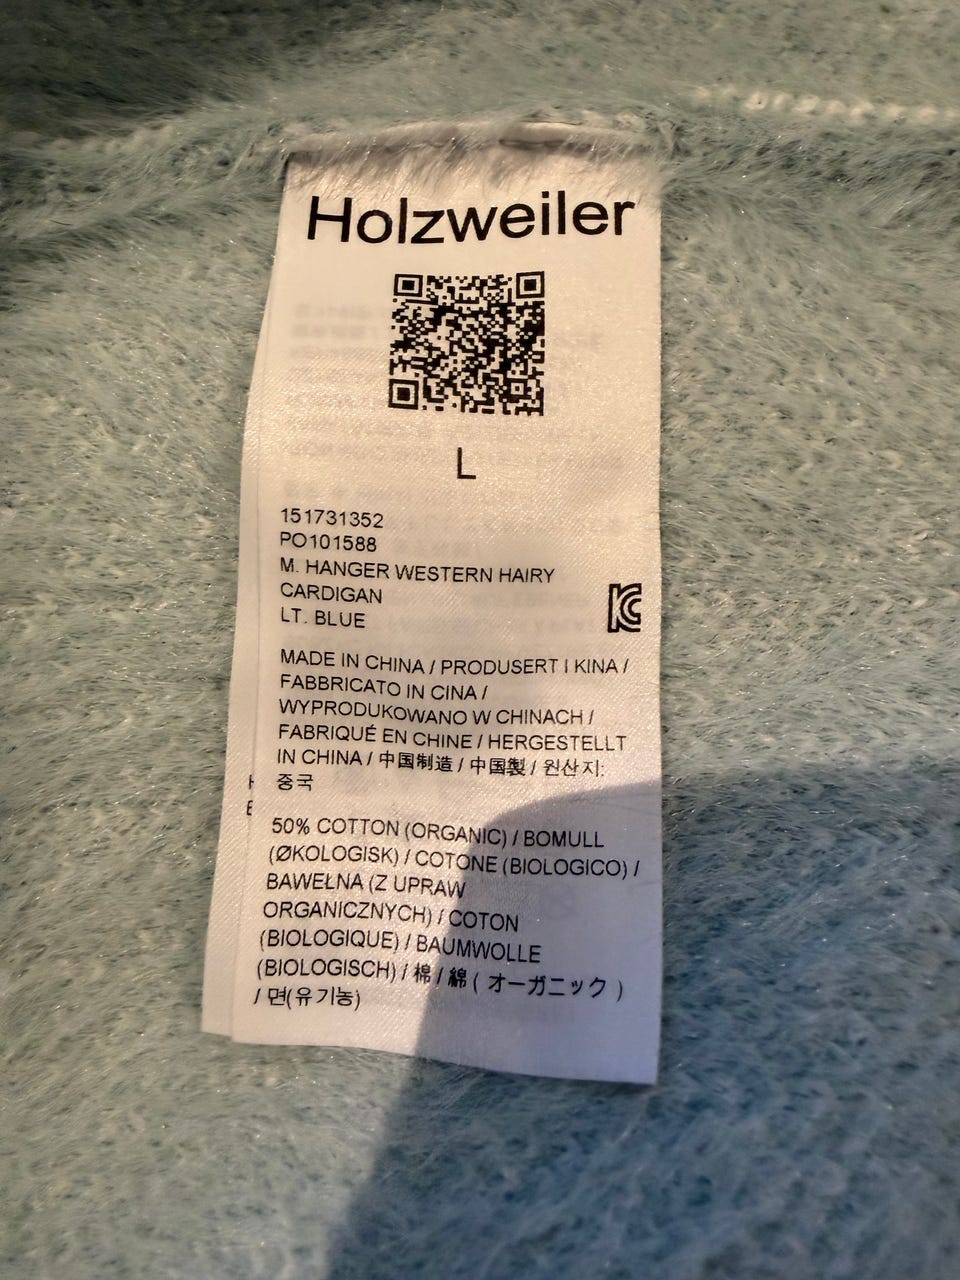 Holzweiler
L
151731352
PO101588
M. HANGER WESTERN HAIRY
CARDIGAN
LT. BLUE
MADE IN CHINA / PRODUSERT I KINA /
FABBRICATO IN CINA /
WYPRODUKOWANO W CHINACH /
FABRIQUÉ EN CHINE / HERGESTELLT
IN CHINA / 中国制造 / 中国製 / 원산지:
중국
50% COTTON (ORGANIC) / BOMULL
(ØKOLOGISK) / COTONE (BIOLOGICO) /
BAWEŁNA (Z UPRAW
ORGANICZNYCH) / COTON
(BIOLOGIQUE) / BAUMWOLLE
(BIOLOGISCH) / 棉 / 綿 ( オーガニック )
/ 면(유기농)